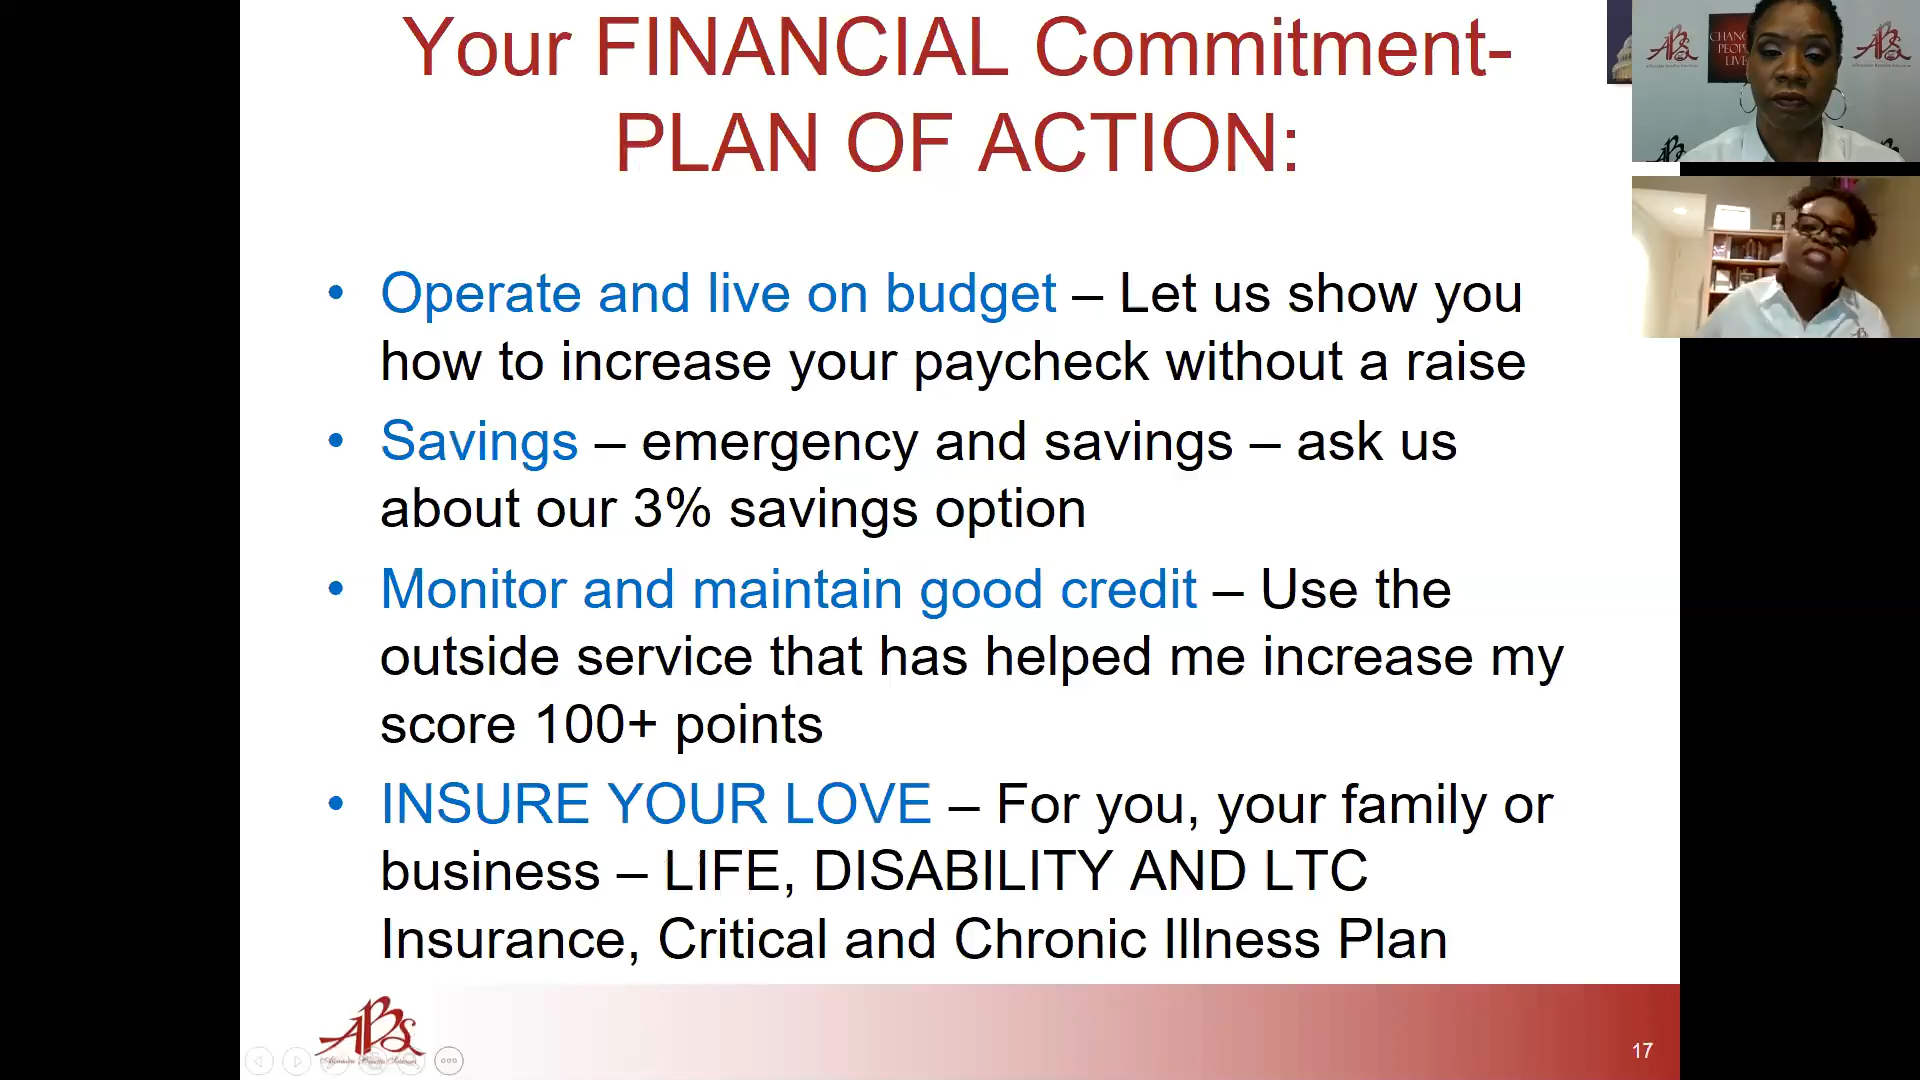 Your FINANCIAL Commitment-
PLAN OF ACTION:
• Operate and live on budget – Let us show you
how to increase your paycheck without a raise
• Savings – emergency and savings – ask us
about our 3% savings option
• Monitor and maintain good credit – Use the
outside service that has helped me increase my
score 100+ points
• INSURE YOUR LOVE – For you, your family or
business – LIFE, DISABILITY AND LTC
Insurance, Critical and Chronic Illness Plan
ABS
17
ABS
ABS